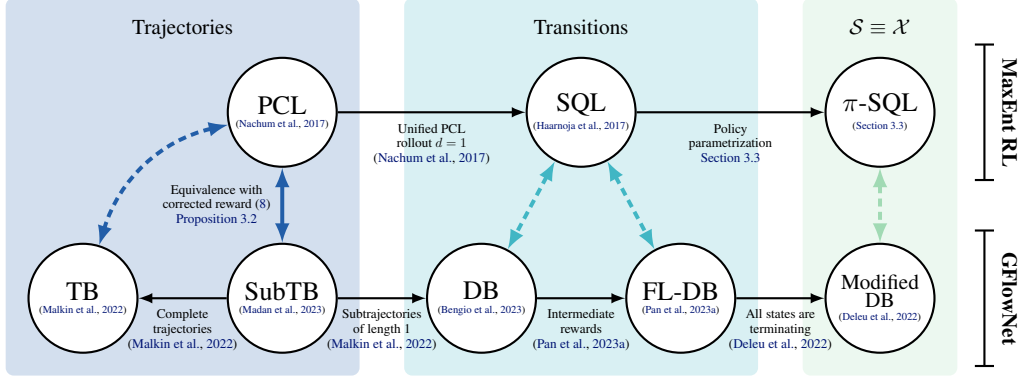 Trajectories
Transitions
S ≡ X
PCL
(Nachum et al., 2017)
SQL
(Haarnoja et al., 2017)
π-SQL
(Section 3.3)
MaxEnt RL
Unified PCL
rollout d = 1
(Nachum et al., 2017)
Policy
parametrization
Section 3.3
Equivalence with
corrected reward (8)
Proposition 3.2
TB
(Malkin et al., 2022)
SubTB
(Madan et al., 2023)
DB
(Bengio et al., 2023)
FL-DB
(Pan et al., 2023a)
Modified
DB
(Deleu et al., 2022)
GFlowNet
Complete
trajectories
(Malkin et al., 2022)
Subtrajectories
of length 1
(Malkin et al., 2022)
Intermediate
rewards
(Pan et al., 2023a)
All states are
terminating
(Deleu et al., 2022)